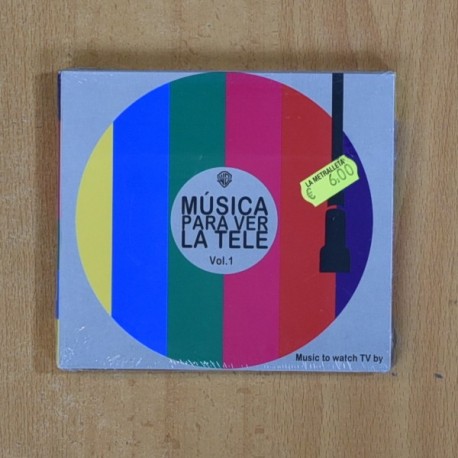 MÚSICA
PARA VER
LA TELE
Vol.1
LA METRALLETA
€ 6,00
Music to watch TV by